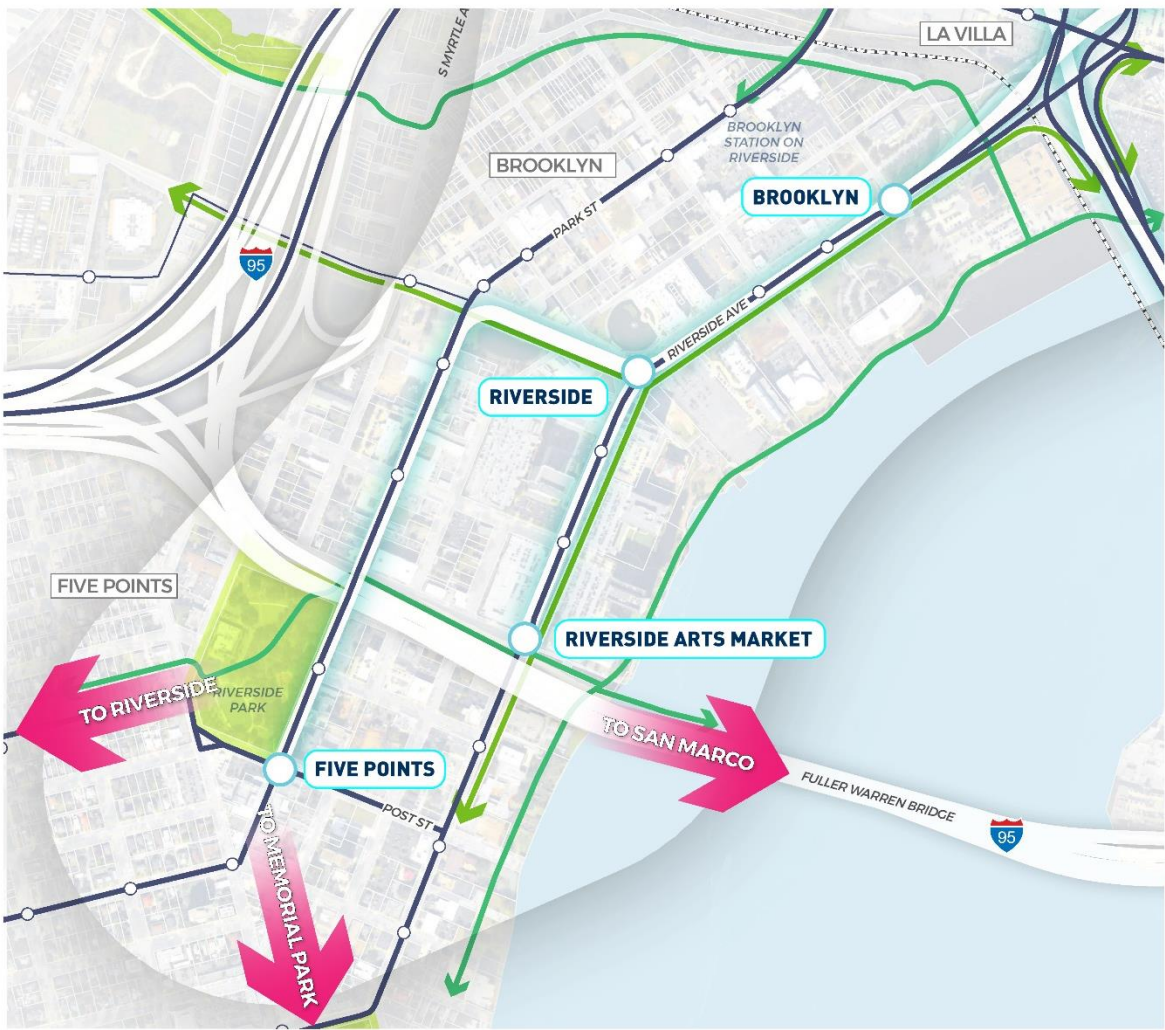 LA VILLA
S MYRTLE A
BROOKLYN
STATION ON
RIVERSIDE
BROOKLYN
BROOKLYN
PARK ST
95
RIVERSIDE AVE
RIVERSIDE
FIVE POINTS
RIVERSIDE ARTS MARKET
TO RIVERSIDE
RIVERSIDE
PARK
TO SAN MARCO
FIVE POINTS
FULLER WARREN BRIDGE
POST ST
95
TO MEMORIAL PARK